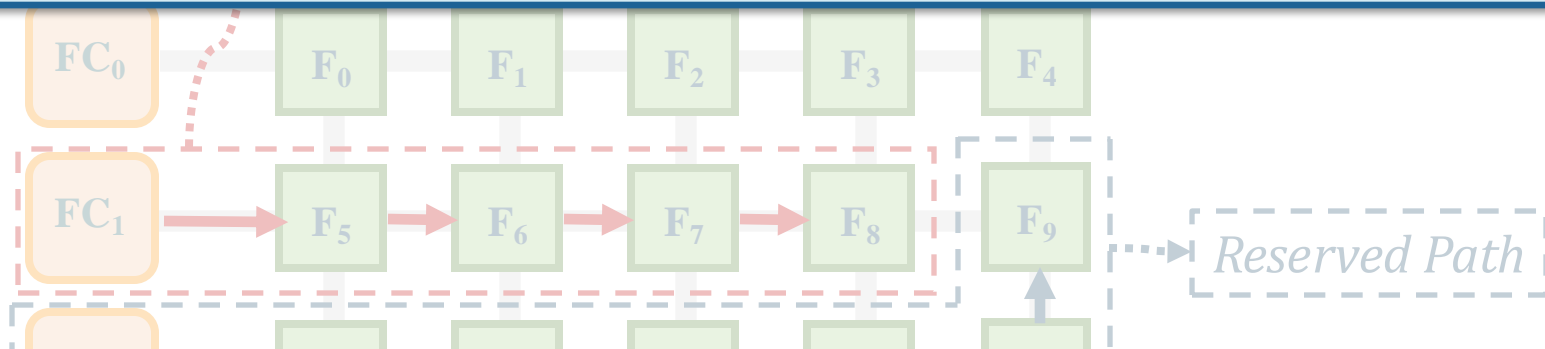 FC₀ F₀ F₁ F₂ F₃ F₄
FC₁ F₅ F₆ F₇ F₈ F₉
Reserved Path